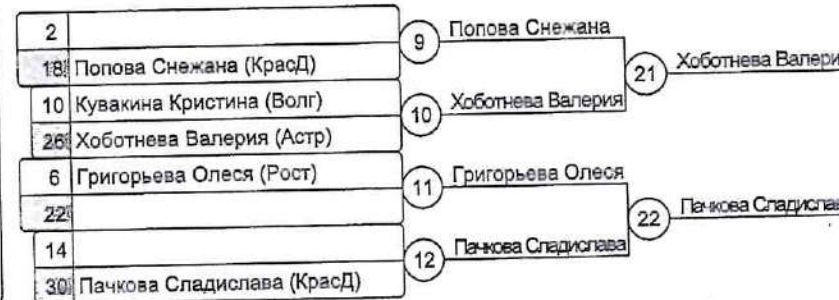 2
18 Попова Снежана (КрасД)
9 Попова Снежана
10 Кувакина Кристина (Волг)
26 Хоботнева Валерия (Астр)
10 Хоботнева Валерия
21 Хоботнева Валери
6 Григорьева Олеся (Рост)
22
11 Григорьева Олеся
14
30 Пачкова Сладислава (КрасД)
12 Пачкова Сладислава
22 Пачкова Сладислав